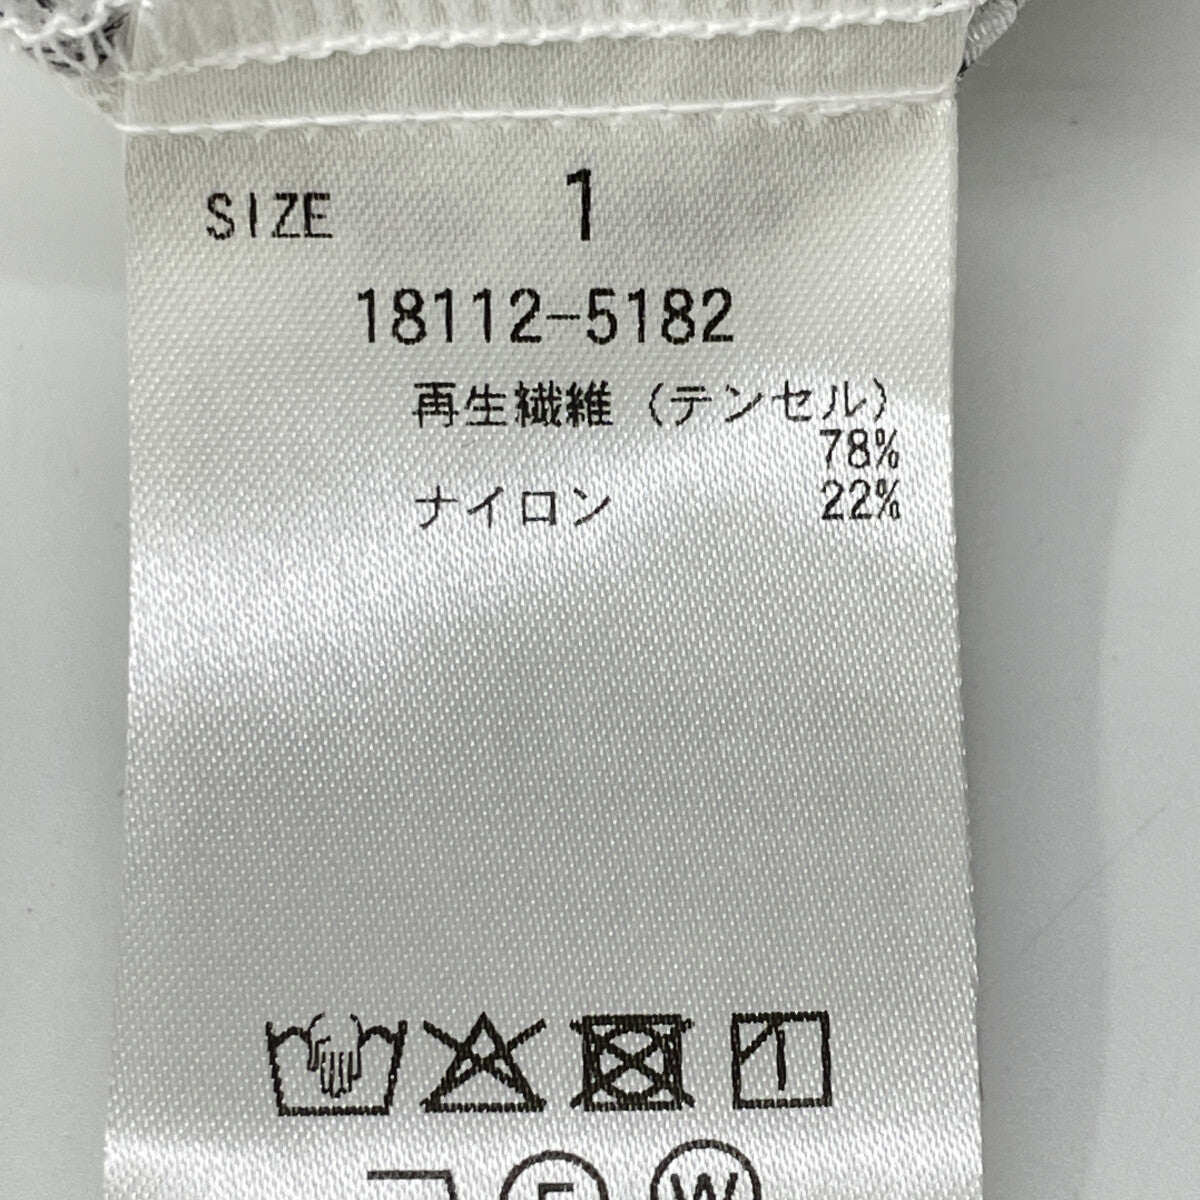 SIZE 1
18112-5182
再生繊維(テンセル)
78%
ナイロン 22%
F W